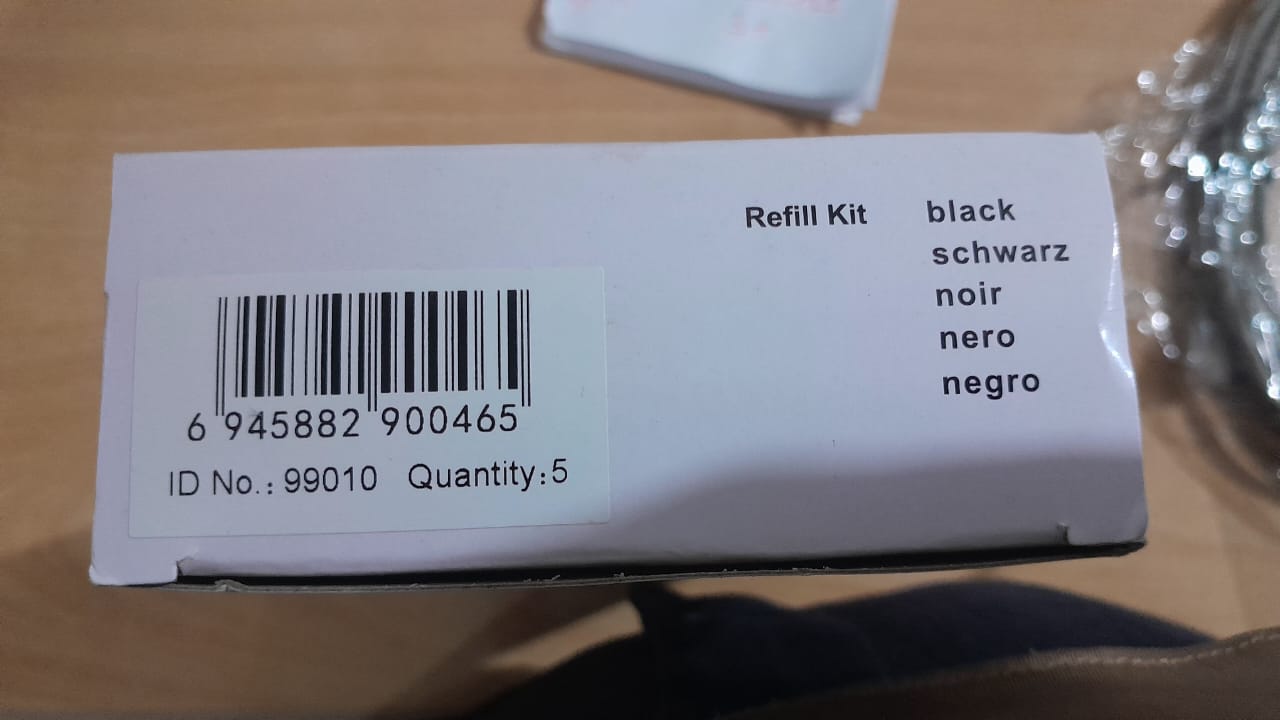 Refill Kit black
schwarz
noir
nero
negro
6 945882 900465
ID No.: 99010 Quantity:5